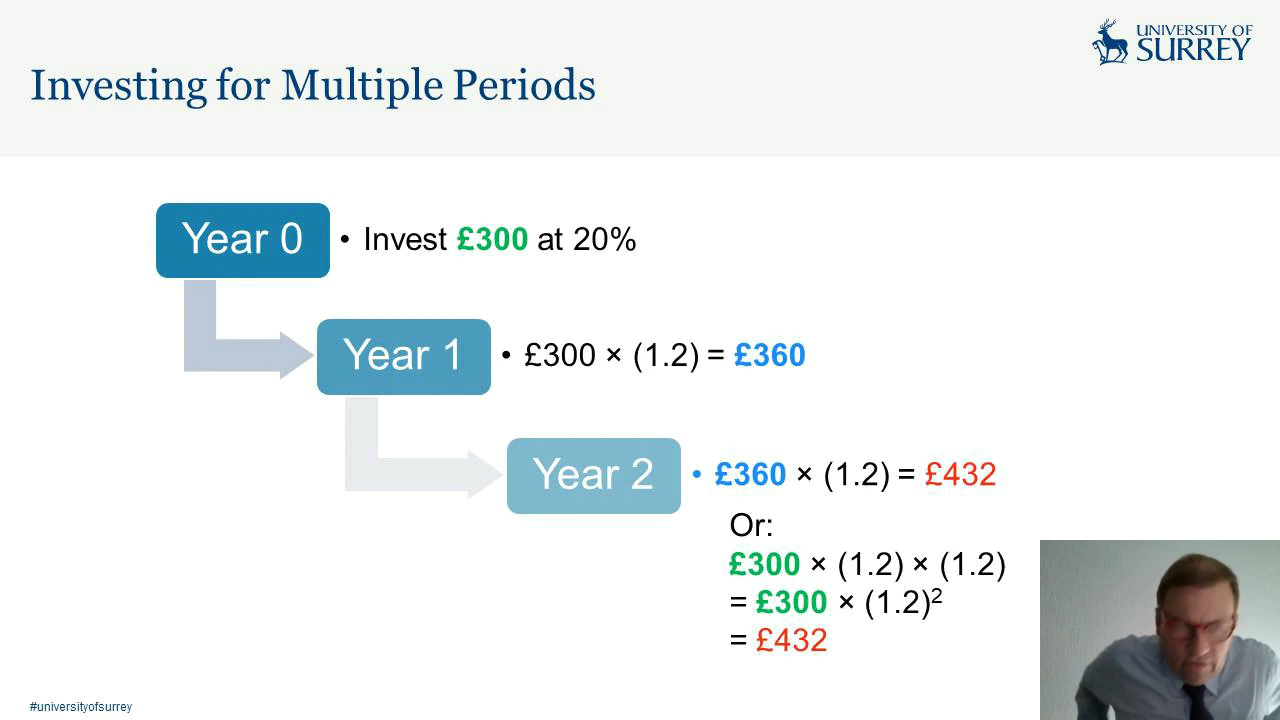 UNIVERSITY OF
SURREY
Investing for Multiple Periods
Year 0
• Invest £300 at 20%
Year 1
• £300 × (1.2) = £360
Year 2
• £360 × (1.2) = £432
Or:
£300 × (1.2) × (1.2)
= £300 × (1.2)²
= £432
#universityofsurrey